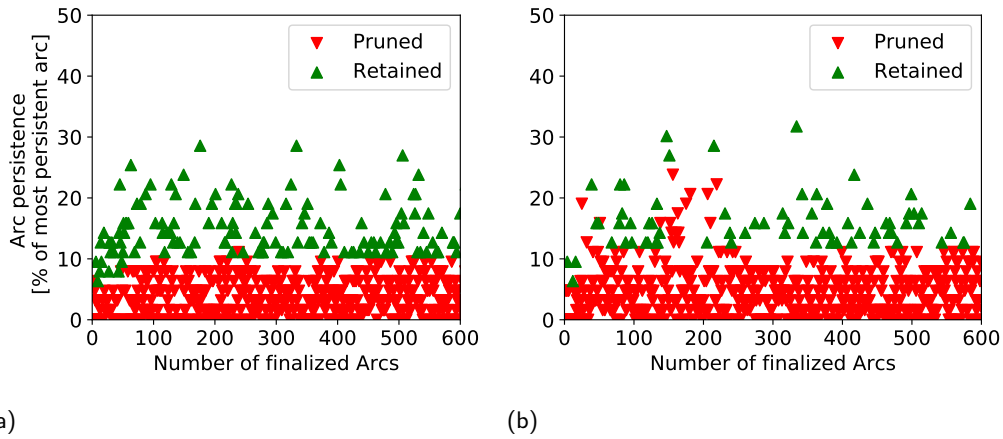 50
40
30
20
10
0
Arc persistence
[% of most persistent arc]
Pruned
Retained
0 100 200 300 400 500 600
Number of finalized Arcs
50
40
30
20
10
0
Pruned
Retained
0 100 200 300 400 500 600
Number of finalized Arcs
a)
(b)